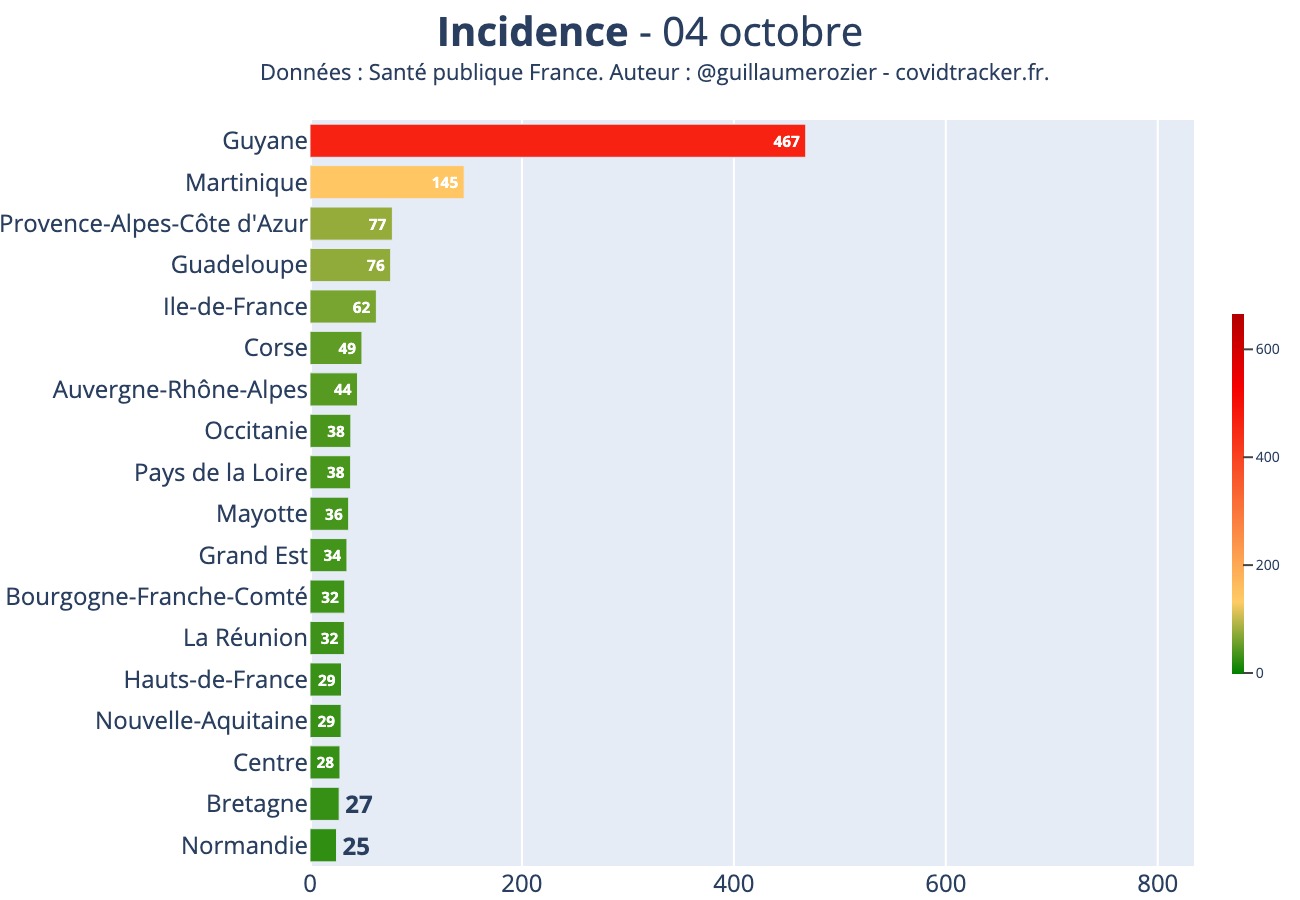 Incidence - 04 octobre
Données : Santé publique France. Auteur : @guillaumerozier - covidtracker.fr.
Guyane 467
Martinique 145
Provence-Alpes-Côte d'Azur 77
Guadeloupe 76
Ile-de-France 62
Corse 49
Auvergne-Rhône-Alpes 44
Occitanie 38
Pays de la Loire 38
Mayotte 36
Grand Est 34
Bourgogne-Franche-Comté 32
La Réunion 32
Hauts-de-France 29
Nouvelle-Aquitaine 29
Centre 28
Bretagne 27
Normandie 25
0 200 400 600 800
600
400
200
0